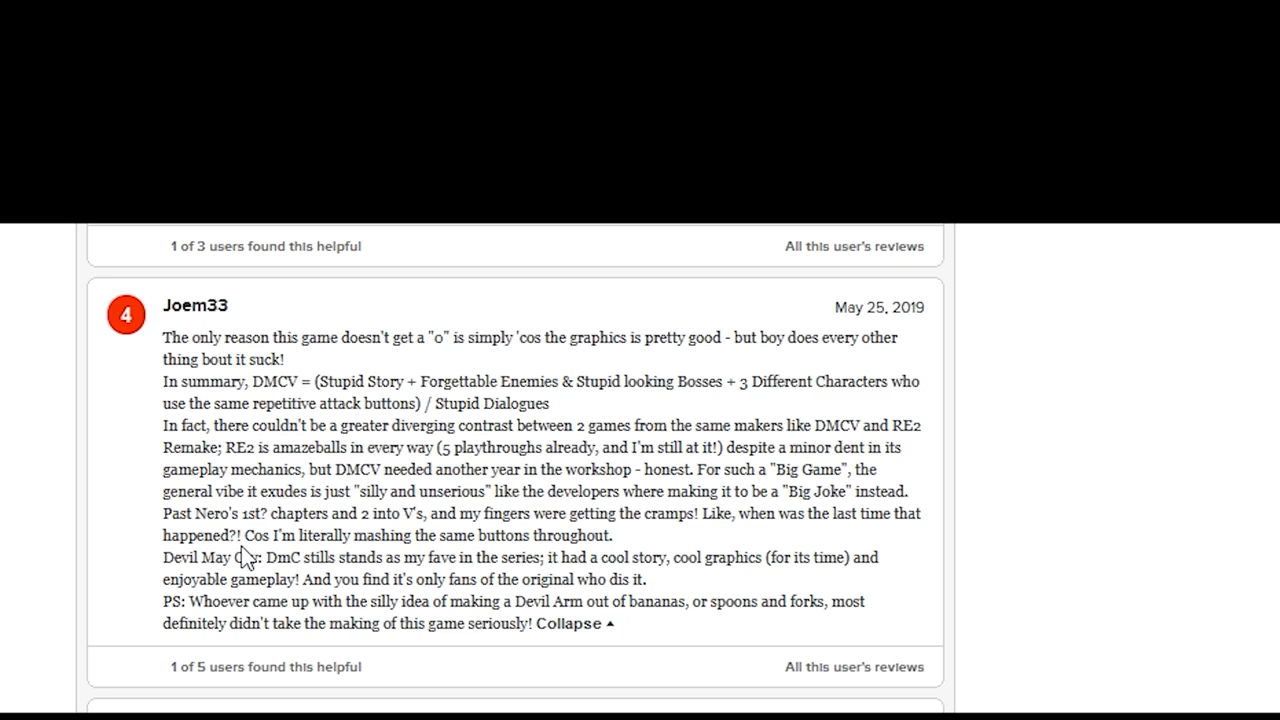 1 of 3 users found this helpful All this user's reviews
4 Joem33 May 25, 2019
The only reason this game doesn't get a "0" is simply 'cos the graphics is pretty good - but boy does every other
thing bout it suck!
In summary, DMCV = (Stupid Story + Forgettable Enemies & Stupid looking Bosses + 3 Different Characters who
use the same repetitive attack buttons) / Stupid Dialogues
In fact, there couldn't be a greater diverging contrast between 2 games from the same makers like DMCV and RE2
Remake; RE2 is amazeballs in every way (5 playthroughs already, and I'm still at it!) despite a minor dent in its
gameplay mechanics, but DMCV needed another year in the workshop - honest. For such a "Big Game", the
general vibe it exudes is just "silly and unserious" like the developers where making it to be a "Big Joke" instead.
Past Nero's 1st? chapters and 2 into V's, and my fingers were getting the cramps! Like, when was the last time that
happened?! Cos I'm literally mashing the same buttons throughout.
Devil May Cry: DmC stills stands as my fave in the series; it had a cool story, cool graphics (for its time) and
enjoyable gameplay! And you find it's only fans of the original who dis it.
PS: Whoever came up with the silly idea of making a Devil Arm out of bananas, or spoons and forks, most
definitely didn't take the making of this game seriously! Collapse
1 of 5 users found this helpful All this user's reviews